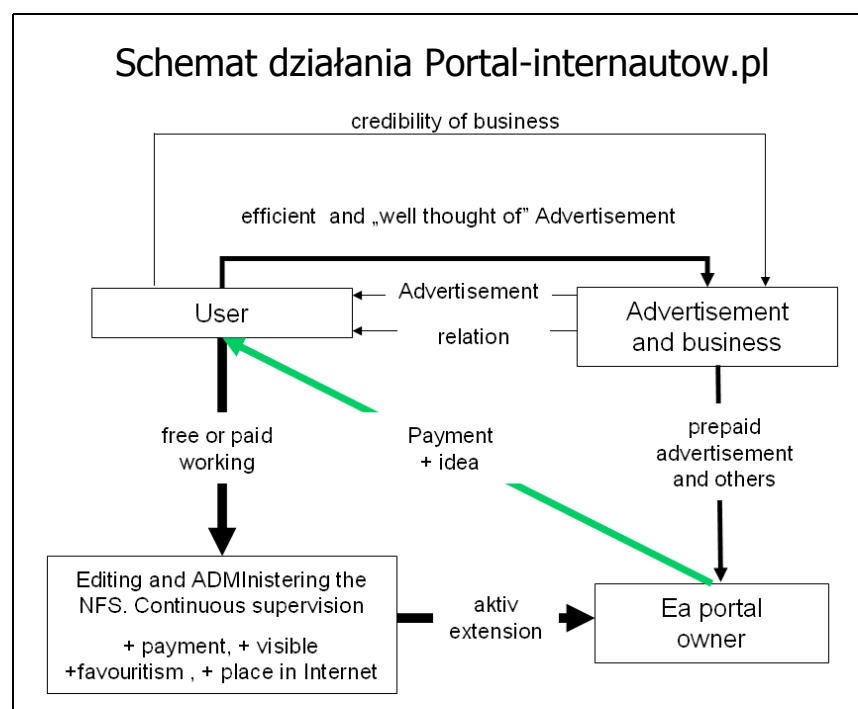 Schemat działania Portal-internautow.pl
credibility of business
efficient and „well thought of” Advertisement
User
Advertisement
relation
Advertisement
and business
free or paid
working
Payment
+ idea
prepaid
advertisement
and others
Editing and ADMInistering the
NFS. Continuous supervision
+ payment, + visible
+favouritism , + place in Internet
aktiv
extension
Ea portal
owner